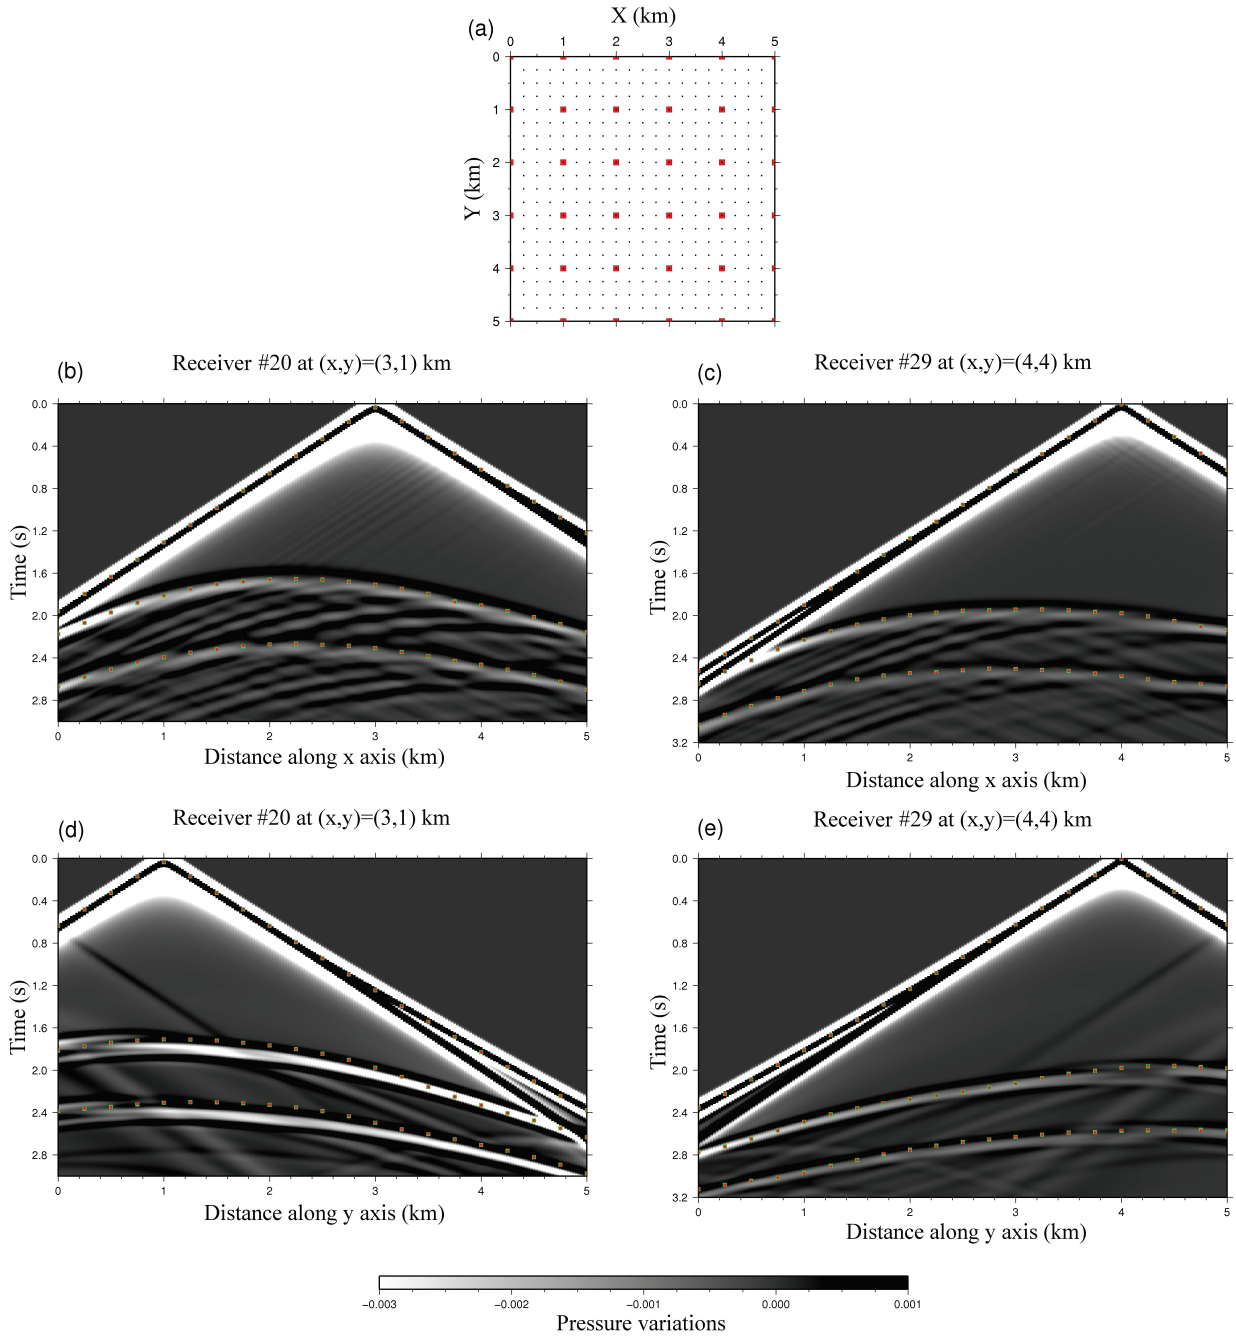 X (km)
(a)
0 1 2 3 4 5
0
1
2
3
4
5
Y (km)
Receiver #20 at (x,y)=(3,1) km
(b)
0.0
0.4
0.8
1.2
1.6
2.0
2.4
2.8
Time (s)
0 1 2 3 4 5
Distance along x axis (km)
Receiver #29 at (x,y)=(4,4) km
(c)
0.0
0.4
0.8
1.2
1.6
2.0
2.4
2.8
3.2
Time (s)
0 1 2 3 4 5
Distance along x axis (km)
Receiver #20 at (x,y)=(3,1) km
(d)
0.0
0.4
0.8
1.2
1.6
2.0
2.4
2.8
Time (s)
0 1 2 3 4 5
Distance along y axis (km)
Receiver #29 at (x,y)=(4,4) km
(e)
0.0
0.4
0.8
1.2
1.6
2.0
2.4
2.8
3.2
Time (s)
0 1 2 3 4 5
Distance along y axis (km)
−0.003 −0.002 −0.001 0.000 0.001
Pressure variations